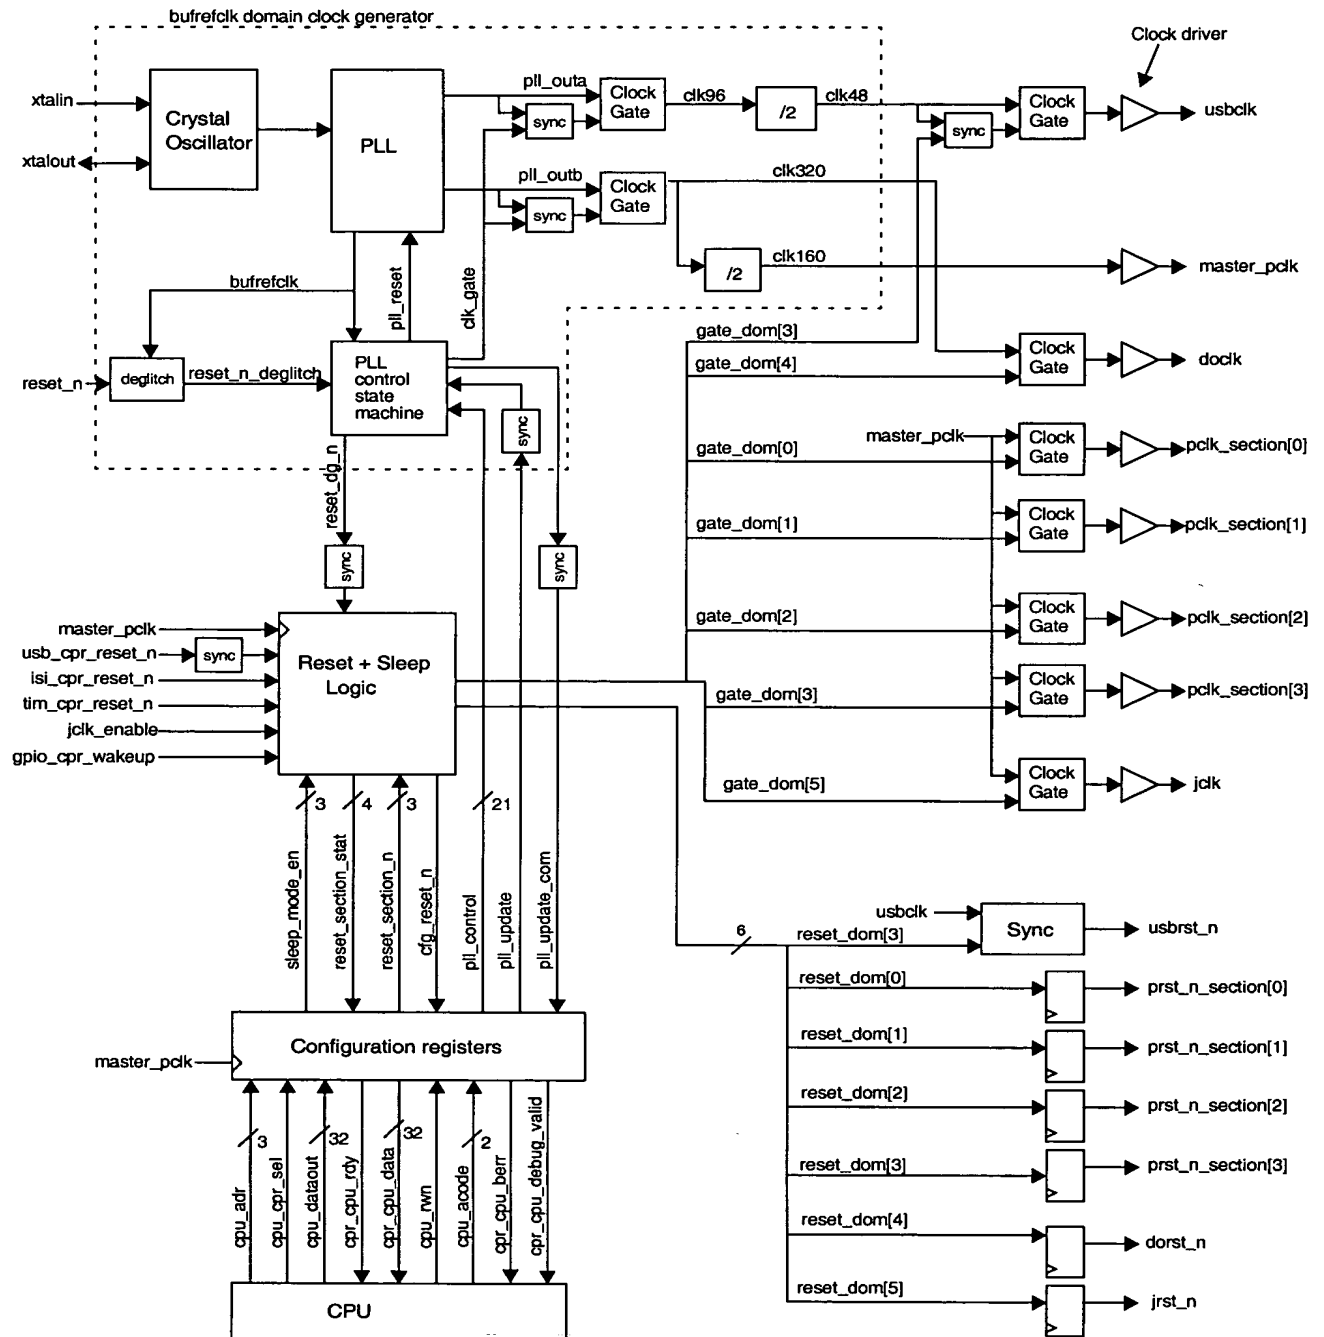 bufrefclk domain clock generator
Clock driver
xtalin
xtalout
Crystal
Oscillator
PLL
pll_outa
sync
Clock
Gate
clk96
/2
clk48
sync
Clock
Gate
usbclk
pll_outb
sync
Clock
Gate
clk320
/2
clk160
master_pclk
bufrefclk
pll_reset
clk_gate
reset_n
deglitch
reset_n_deglitch
PLL
control
state
machine
sync
gate_dom[3]
gate_dom[4]
Clock
Gate
doclk
reset_dg_n
sync
sync
master_pclk
gate_dom[0]
Clock
Gate
pclk_section[0]
gate_dom[1]
Clock
Gate
pclk_section[1]
gate_dom[2]
Clock
Gate
pclk_section[2]
gate_dom[3]
Clock
Gate
pclk_section[3]
gate_dom[5]
Clock
Gate
jclk
master_pclk
usb_cpr_reset_n
sync
isi_cpr_reset_n
tim_cpr_reset_n
jclk_enable
gpio_cpr_wakeup
Reset + Sleep
Logic
3
4
3
21
sleep_mode_en
reset_section_stat
reset_section_n
cfg_reset_n
pll_control
pll_update
pll_update_com
6
usbclk
reset_dom[3]
Sync
usbrst_n
reset_dom[0]
prst_n_section[0]
reset_dom[1]
prst_n_section[1]
reset_dom[2]
prst_n_section[2]
reset_dom[3]
prst_n_section[3]
reset_dom[4]
dorst_n
reset_dom[5]
jrst_n
master_pclk
Configuration registers
3
32
32
2
cpu_adr
cpu_cpr_sel
cpu_dataout
cpr_cpu_rdy
cpr_cpu_data
cpu_rwn
cpu_acode
cpr_cpu_berr
cpr_cpu_debug_valid
CPU